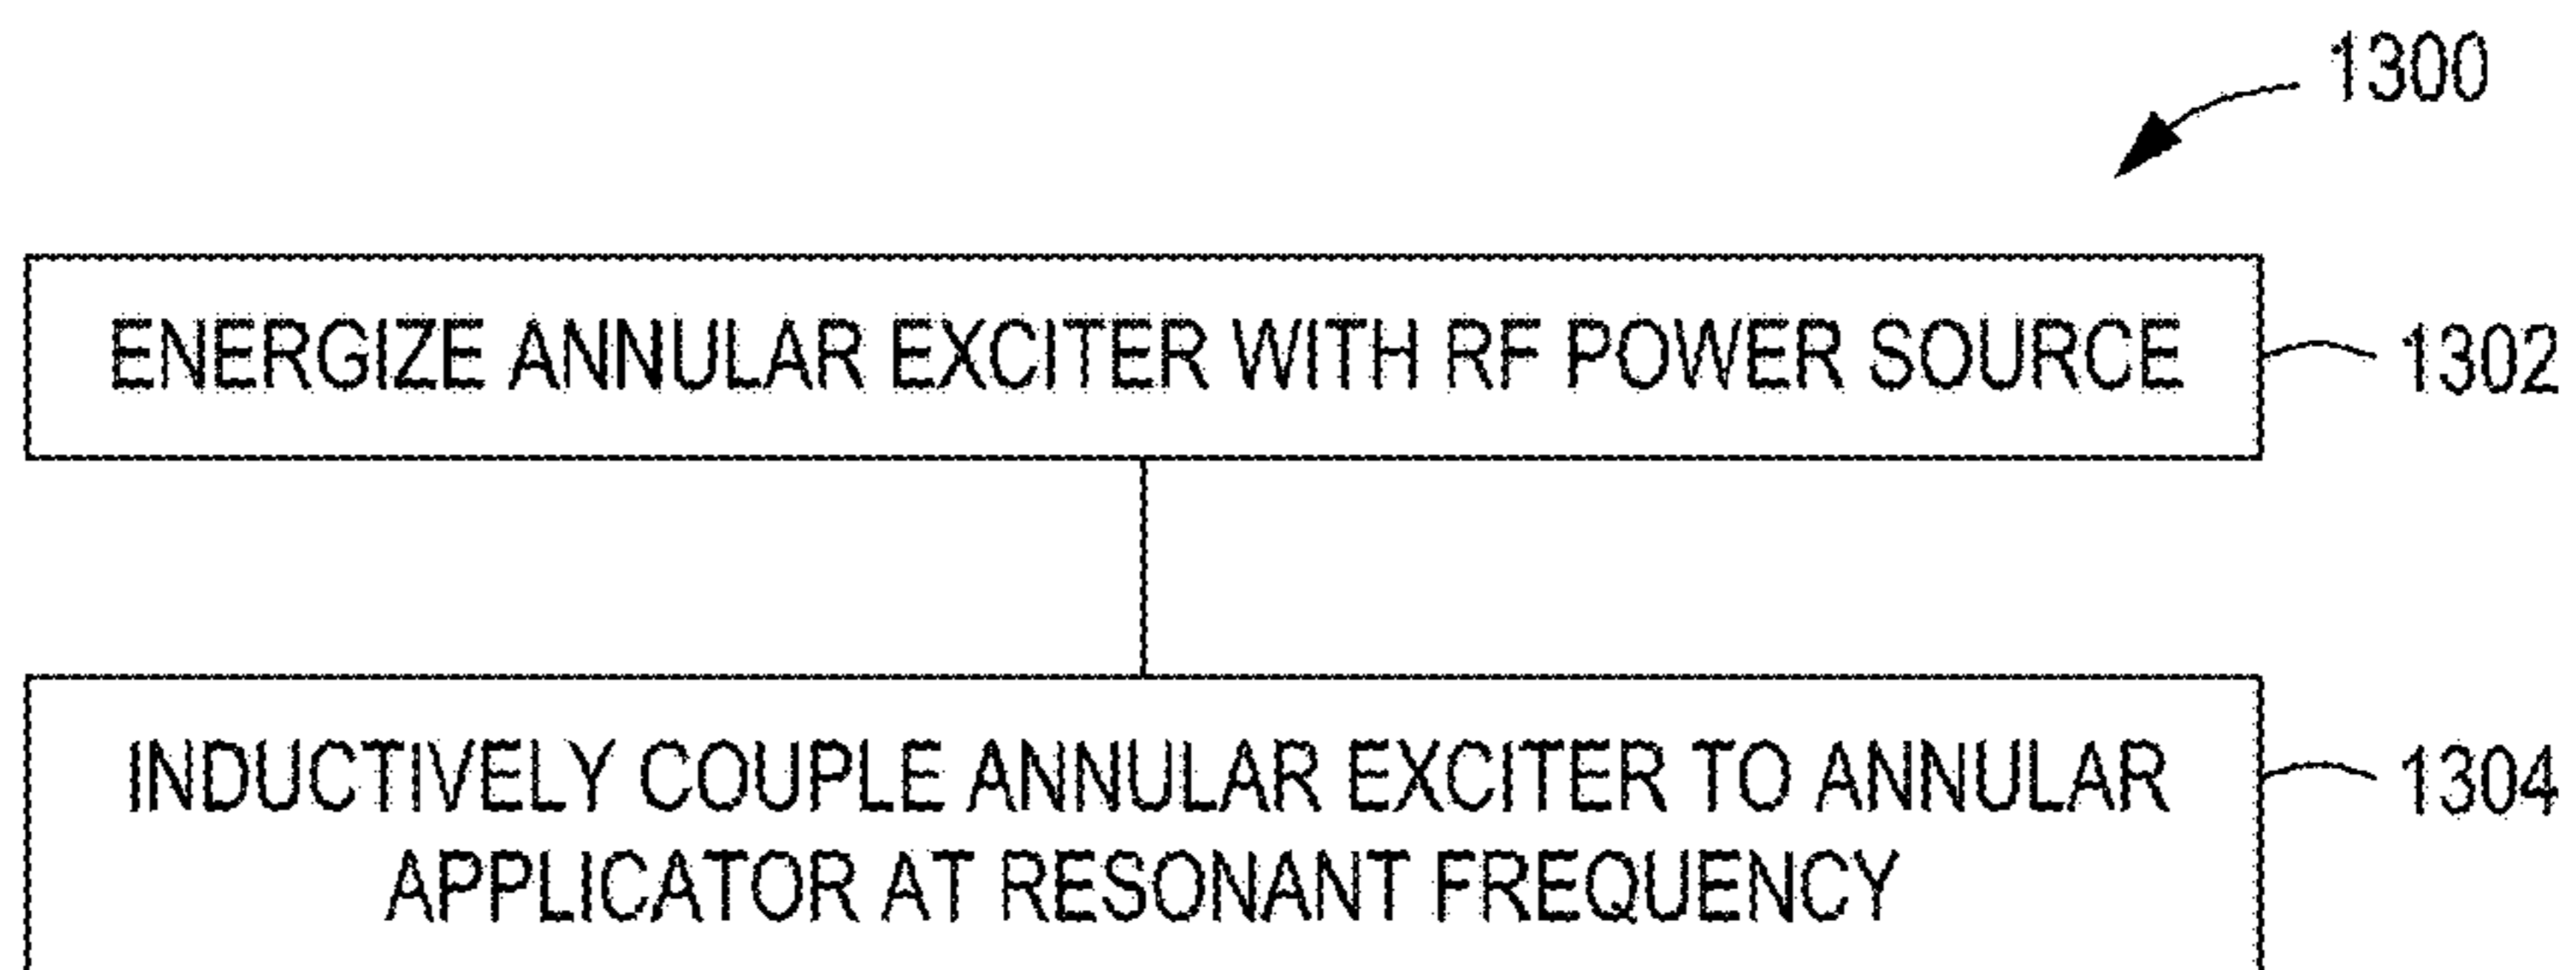 1300
ENERGIZE ANNULAR EXCITER WITH RF POWER SOURCE
1302
INDUCTIVELY COUPLE ANNULAR EXCITER TO ANNULAR
1304
APPLICATOR AT RESONANT FREQUENCY